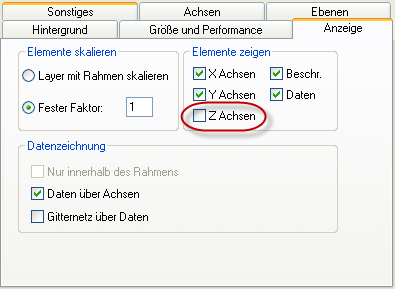 Sonstiges Achsen Ebenen
Hintergrund Größe und Performance Anzeige
Elemente skalieren
Layer mit Rahmen skalieren
Fester Faktor: 1
Elemente zeigen
X Achsen Beschr.
Y Achsen Daten
Z Achsen
Datenzeichnung
Nur innerhalb des Rahmens
Daten über Achsen
Gitternetz über Daten